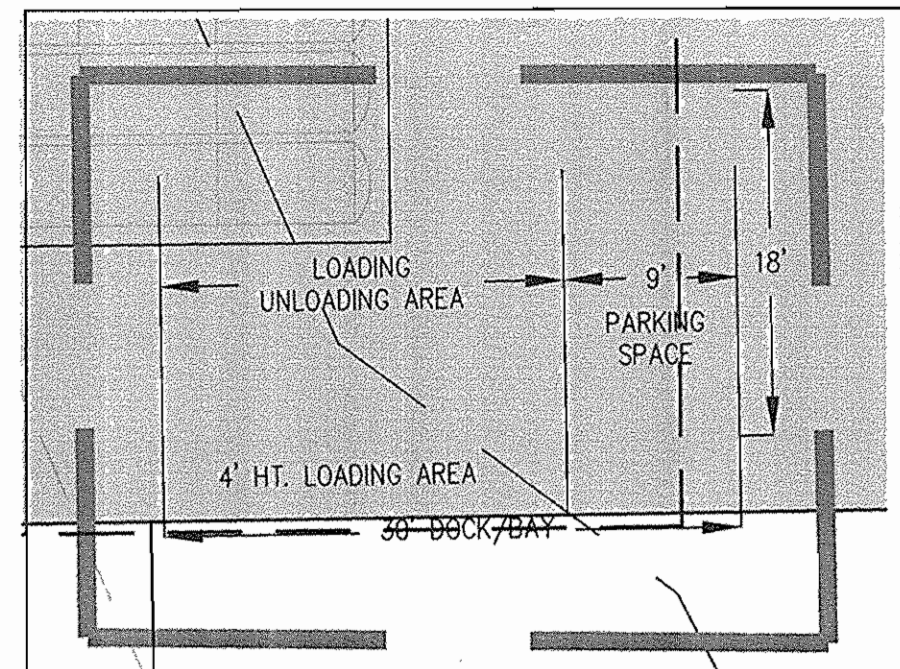 LOADING
UNLOADING AREA
9'
18'
PARKING
SPACE
4' HT. LOADING AREA
30' DOCK/BAY